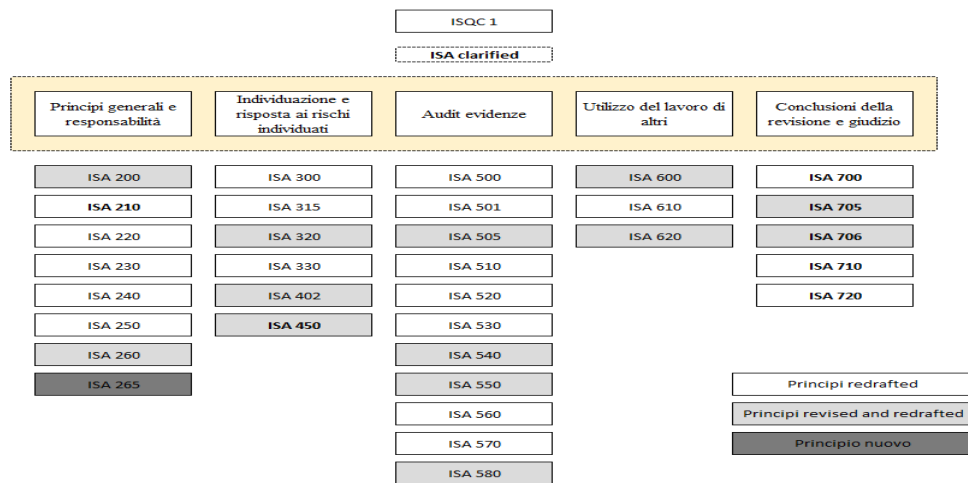 ISQC 1
ISA clarified
Principi generali e
responsabilità
Individuazione e
risposta ai rischi
individuati
Audit evidenze
Utilizzo del lavoro di
altri
Conclusioni della
revisione e giudizio
ISA 200
ISA 210
ISA 220
ISA 230
ISA 240
ISA 250
ISA 260
ISA 265
ISA 300
ISA 315
ISA 320
ISA 330
ISA 402
ISA 450
ISA 500
ISA 501
ISA 505
ISA 510
ISA 520
ISA 530
ISA 540
ISA 550
ISA 560
ISA 570
ISA 580
ISA 600
ISA 610
ISA 620
ISA 700
ISA 705
ISA 706
ISA 710
ISA 720
Principi redrafted
Principi revised and redrafted
Principio nuovo